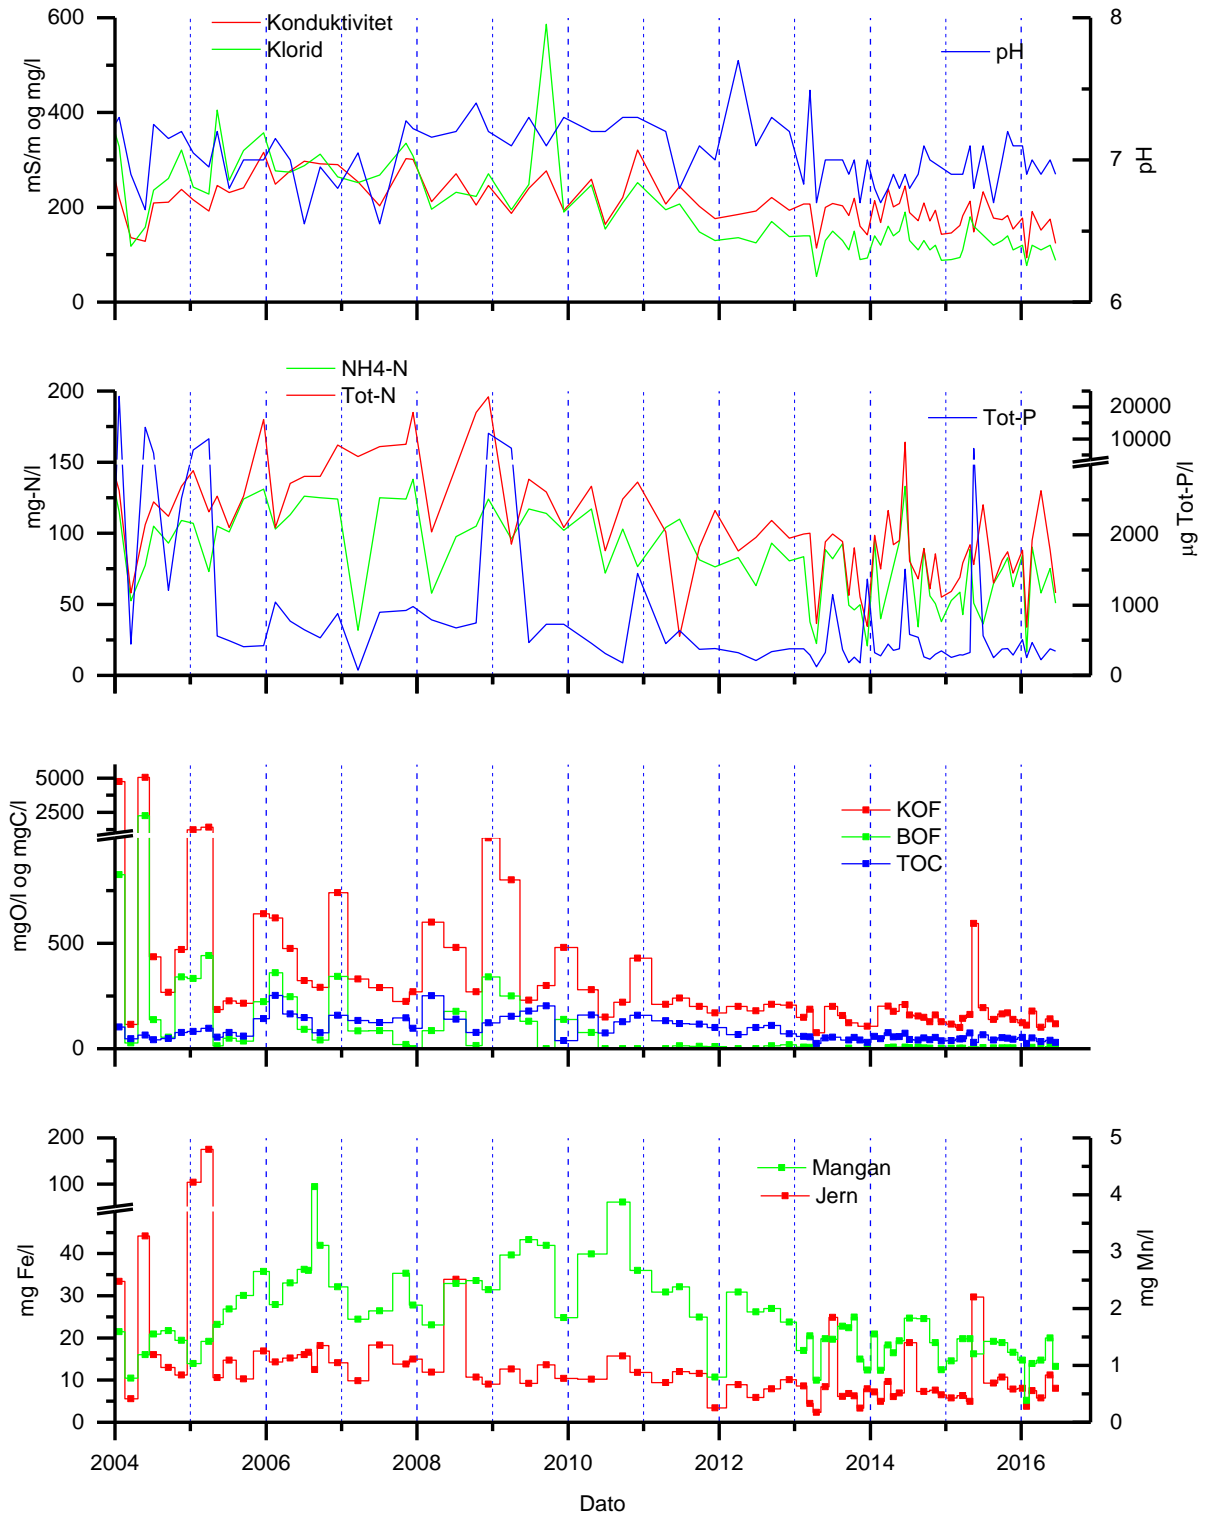 600
400
200
0
mS/m og mg/l
Konduktivitet
Klorid
pH
8
7
6
pH
200
150
100
50
0
mg-N/l
NH4-N
Tot-N
Tot-P
20000
10000
2000
1000
0
µg Tot-P/l
5000
2500
500
0
mgO/l og mgC/l
KOF
BOF
TOC
200
100
40
30
20
10
0
mg Fe/l
Mangan
Jern
5
4
3
2
1
0
mg Mn/l
2004 2006 2008 2010 2012 2014 2016
Dato